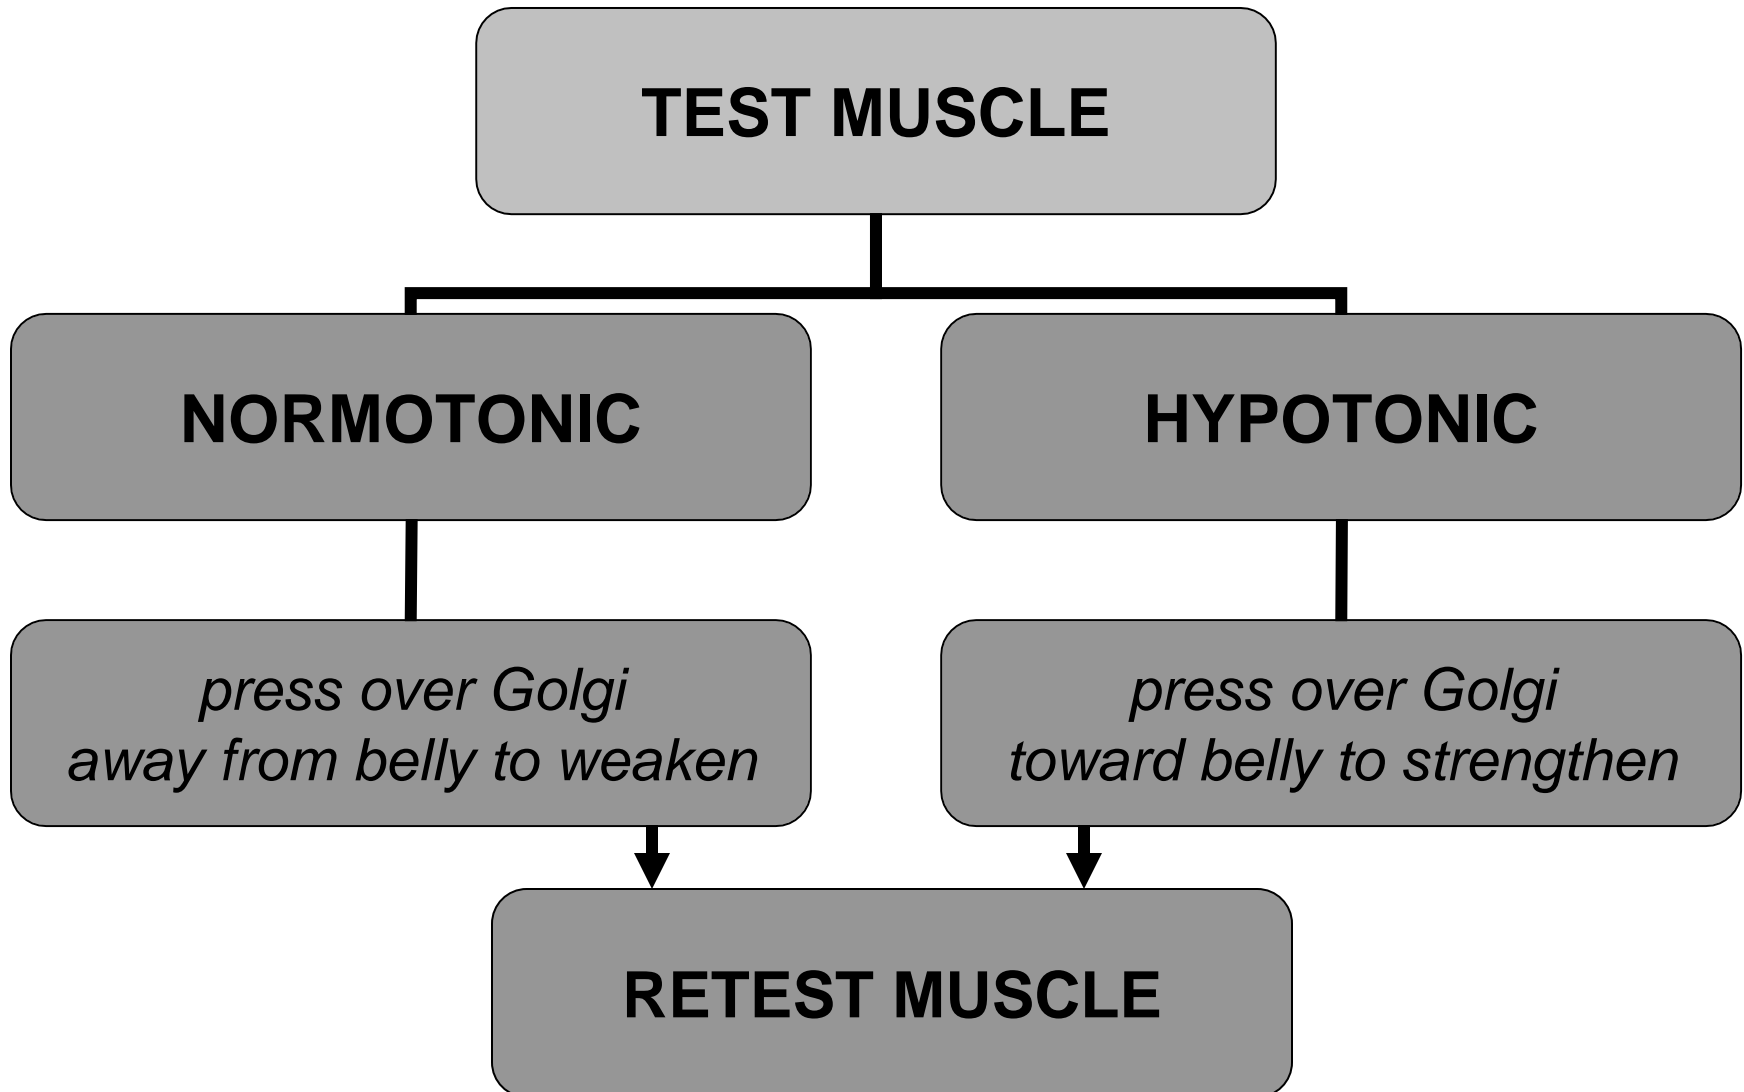 TEST MUSCLE
NORMOTONIC
HYPOTONIC
press over Golgi
away from belly to weaken
press over Golgi
toward belly to strengthen
RETEST MUSCLE